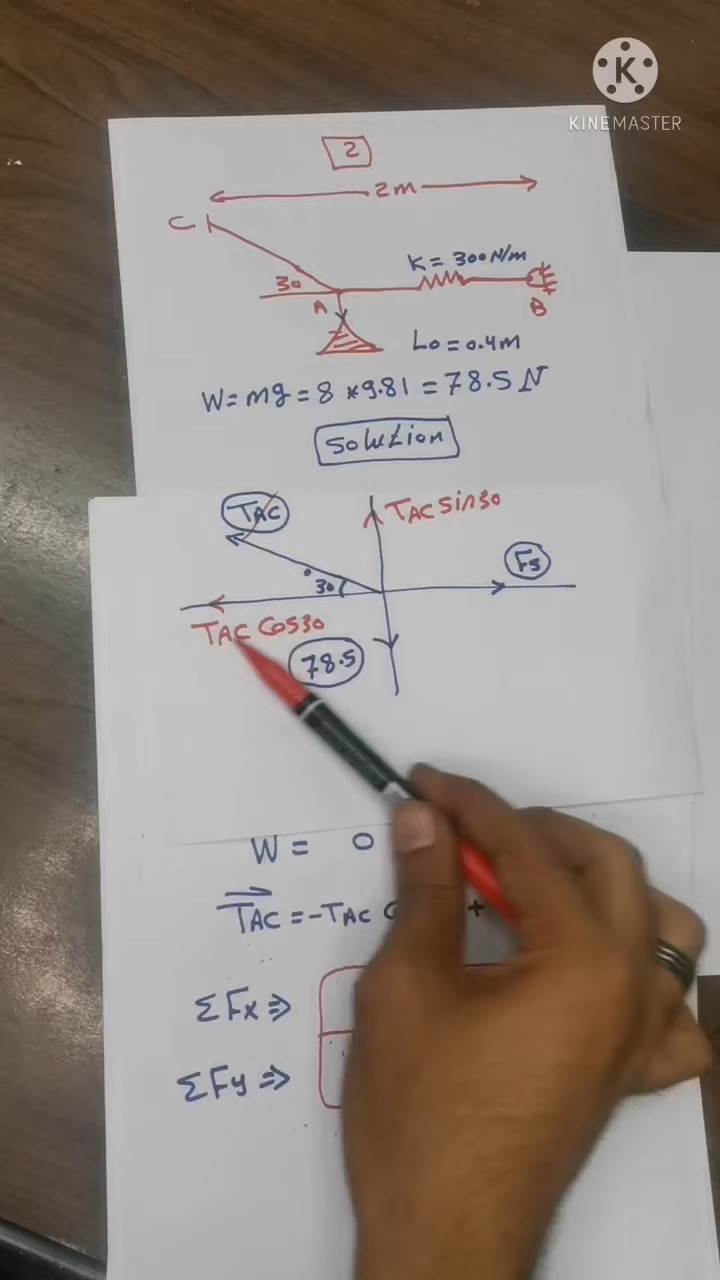 K
KINEMASTER
2
2m
C
K = 300 N/m
30
A
B
Lo = 0.4m
W = mg = 8 * 9.81 = 78.5 N
Solution
TAC
TAC Sin30
30
Fs
TAC Cos30
78.5
W = 0
TAC = -TAC C +
ΣFx ⇒
ΣFy ⇒